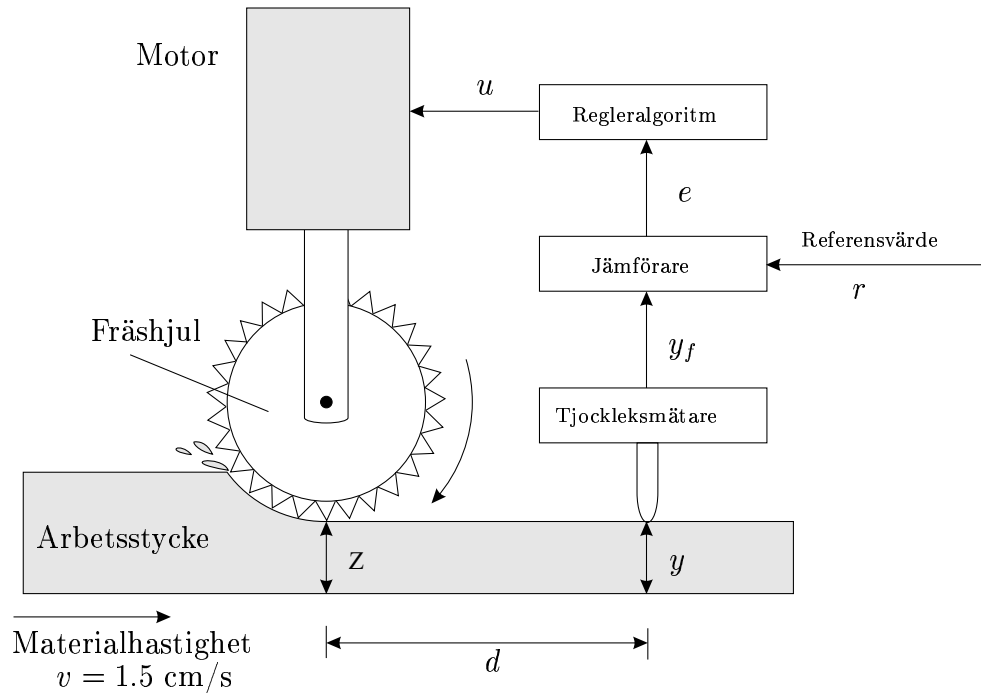 Motor
u
Regleralgoritm
e
Referensvärde
Jämförare
r
Fräshjul
y_f
Tjockleksmätare
Arbetsstycke
z
y
Materialhastighet
d
v = 1.5 cm/s